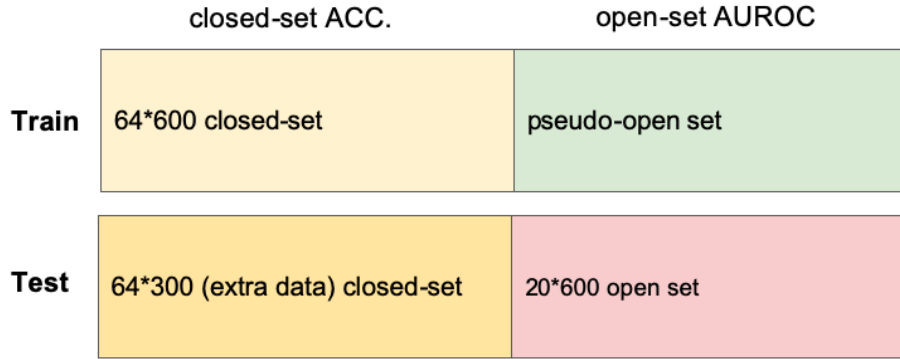 closed-set ACC. open-set AUROC
Train 64*600 closed-set pseudo-open set
Test 64*300 (extra data) closed-set 20*600 open set